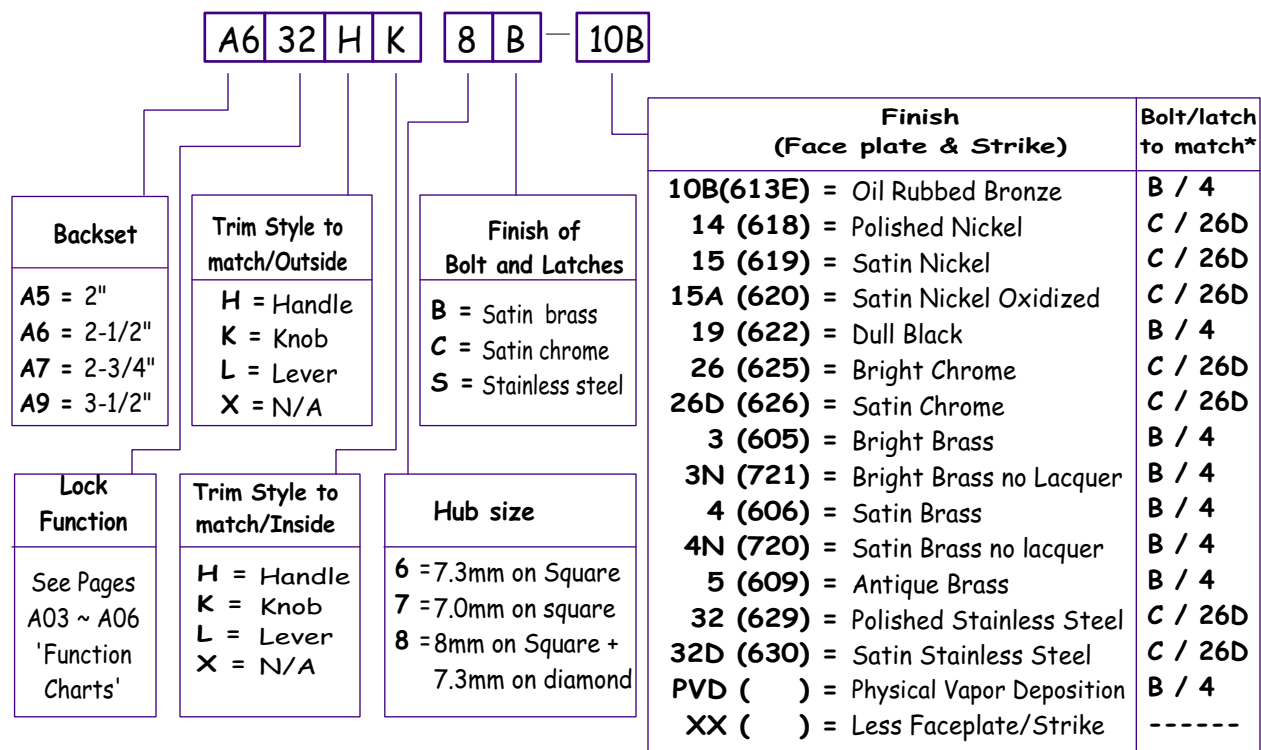 A6 32 H K 8 B — 10B
Backset
A5 = 2"
A6 = 2-1/2"
A7 = 2-3/4"
A9 = 3-1/2"
Trim Style to
match/Outside
H = Handle
K = Knob
L = Lever
X = N/A
Finish of
Bolt and Latches
B = Satin brass
C = Satin chrome
S = Stainless steel
Lock
Function
See Pages
A03 ~ A06
'Function
Charts'
Trim Style to
match/Inside
H = Handle
K = Knob
L = Lever
X = N/A
Hub size
6 =7.3mm on Square
7 =7.0mm on square
8 =8mm on Square +
7.3mm on diamond
Finish
(Face plate & Strike)
Bolt/latch
to match*
10B(613E) = Oil Rubbed Bronze B / 4
14 (618) = Polished Nickel C / 26D
15 (619) = Satin Nickel C / 26D
15A (620) = Satin Nickel Oxidized C / 26D
19 (622) = Dull Black B / 4
26 (625) = Bright Chrome C / 26D
26D (626) = Satin Chrome C / 26D
3 (605) = Bright Brass B / 4
3N (721) = Bright Brass no Lacquer B / 4
4 (606) = Satin Brass B / 4
4N (720) = Satin Brass no lacquer B / 4
5 (609) = Antique Brass B / 4
32 (629) = Polished Stainless Steel C / 26D
32D (630) = Satin Stainless Steel C / 26D
PVD ( ) = Physical Vapor Deposition B / 4
XX ( ) = Less Faceplate/Strike ------